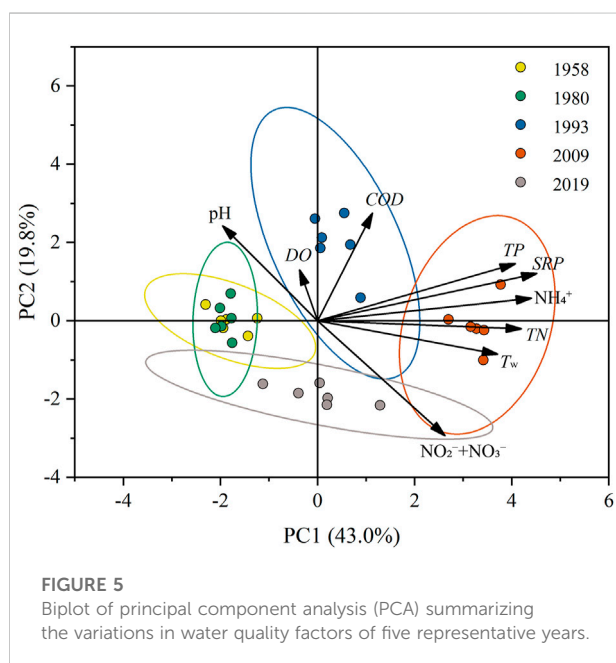 6
4
2
0
-2
-4
PC2 (19.8%)
1958
1980
1993
2009
2019
pH
COD
DO
TP
SRP
NH₄⁺
TN
Tw
NO₂⁻+NO₃⁻
-4
-2
0
2
4
6
PC1 (43.0%)
FIGURE 5
Biplot of principal component analysis (PCA) summarizing
the variations in water quality factors of five representative years.